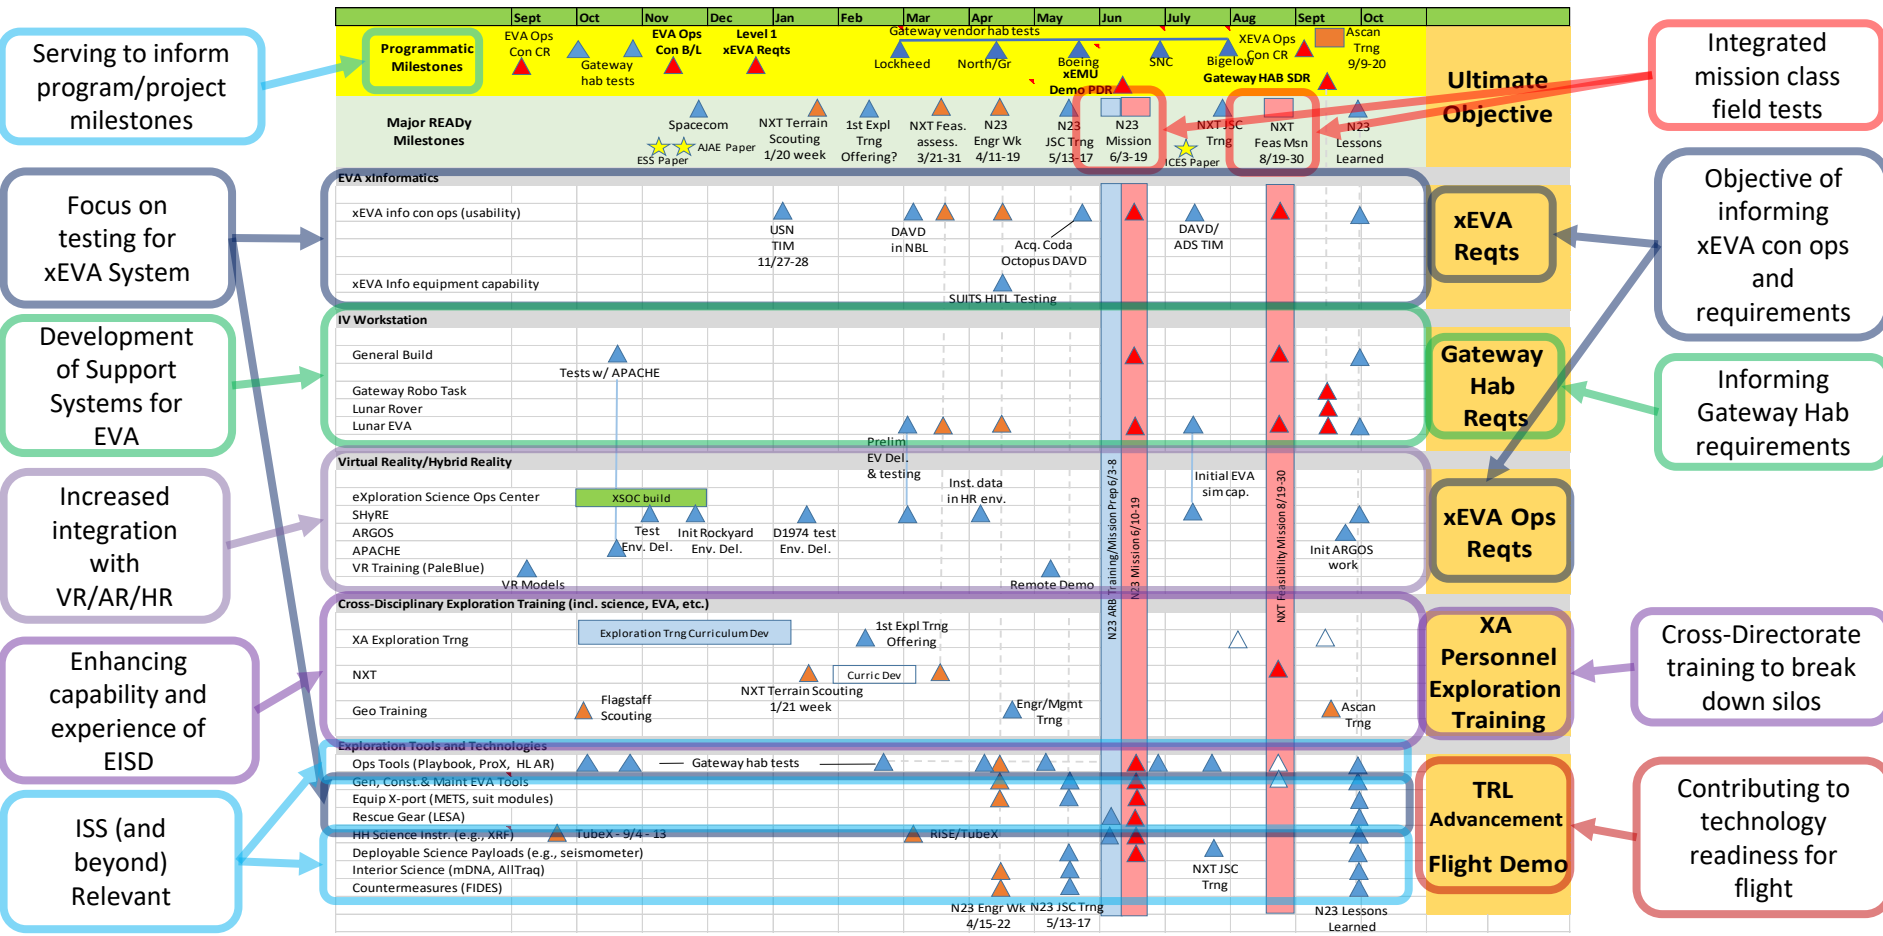 Sept Oct Nov Dec Jan Feb Mar Apr May Jun July Aug Sept Oct
Serving to inform
program/project
milestones
Programmatic
Milestones
EVA Ops
Con CR
Gateway
hab tests
EVA Ops
Con B/L
Level 1
xEVA Reqts
Gateway vendor hab tests
Lockheed
North/Gr
Boeing
SNC
Bigelow
xEMU
Demo PDR
XEVA Ops
Con CR
Gateway HAB SDR
Ascan
Trng
9/9-20
Ultimate
Objective
Integrated
mission class
field tests
Major READy
Milestones
Spacecom
ESS Paper
AIAE Paper
NXT Terrain
Scouting
1/20 week
1st Expl
Trng
Offering?
NXT Feas.
assess.
3/21-31
N23
Engr Wk
4/11-19
N23
JSC Trng
5/13-17
N23
Mission
6/3-19
NXT JSC
Trng
ICES Paper
NXT
Feas Msn
8/19-30
N23
Lessons
Learned
Focus on
testing for
xEVA System
EVA xInformatics
xEVA info con ops (usability)
USN
TIM
11/27-28
DAVD
in NBL
Acq. Coda
Octopus DAVD
DAVD/
ADS TIM
xEVA Info equipment capability
SUITS HITL Testing
xEVA
Reqts
Objective of
informing
xEVA con ops
and
requirements
Development
of Support
Systems for
EVA
IV Workstation
General Build
Tests w/ APACHE
Gateway Robo Task
Lunar Rover
Lunar EVA
Prelim
EV Del.
& testing
Gateway
Hab
Reqts
Informing
Gateway Hab
requirements
Increased
integration
with
VR/AR/HR
Virtual Reality/Hybrid Reality
eXploration Science Ops Center
XSOC build
SHyRE
ARGOS
APACHE
VR Training (PaleBlue)
Test
Env. Del.
Init Rockyard
Env. Del.
D1974 test
Env. Del.
Inst. data
in HR env.
Initial EVA
sim cap.
Init ARGOS
work
VR Models
Remote Demo
N23 ARB Training/Mission Prep 6/3-8
N23 Mission 6/10-19
NXT Feasibility Mission 8/19-30
xEVA Ops
Reqts
Enhancing
capability and
experience of
EISD
Cross-Disciplinary Exploration Training (incl. science, EVA, etc.)
XA Exploration Trng
Exploration Trng Curriculum Dev
1st Expl Trng
Offering
NXT
NXT Terrain Scouting
1/21 week
Curric Dev
Geo Training
Flagstaff
Scouting
Engr/Mgmt
Trng
Ascan
Trng
XA
Personnel
Exploration
Training
Cross-Directorate
training to break
down silos
ISS (and
beyond)
Relevant
Exploration Tools and Technologies
Ops Tools (Playbook, ProX, HL AR)
Gateway hab tests
Gen, Const.& Maint EVA Tools
Equip X-port (METS, suit modules)
Rescue Gear (LESA)
HH Science Instr. (e.g., XRF)
TubeX - 9/4 - 13
RISE/TubeX
Deployable Science Payloads (e.g., seismometer)
Interior Science (mDNA, AllTraq)
Countermeasures (FIDES)
NXT JSC
Trng
N23 Engr Wk
4/15-22
N23 JSC Trng
5/13-17
N23 Lessons
Learned
TRL
Advancement
Flight Demo
Contributing to
technology
readiness for
flight